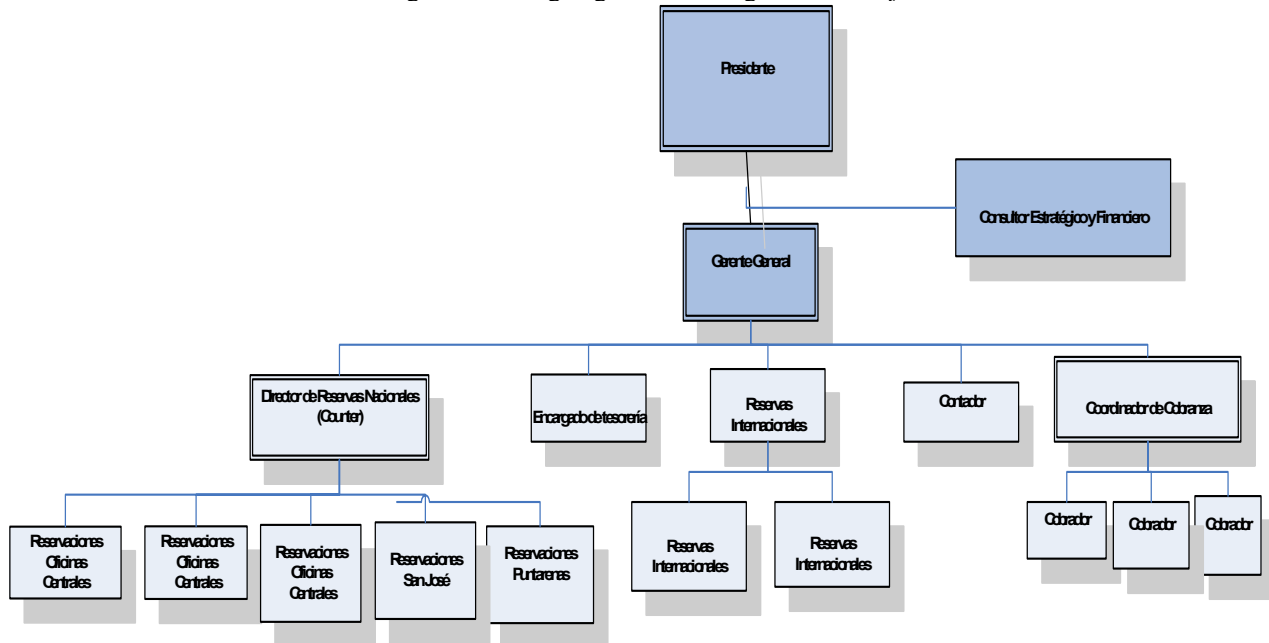 Presidente
Consultor Estratégico y Financiero
Gerente General
Director de Reservas Nacionales
(Counter)
Encargado de tesorería
Reservas
Internacionales
Contador
Coordinador de Cobranza
Reservaciones
Oficinas
Centrales
Reservaciones
Oficinas
Centrales
Reservaciones
Oficinas
Centrales
Reservaciones
San José
Reservaciones
Puntarenas
Reservas
Internacionales
Reservas
Internacionales
Cobrador
Cobrador
Cobrador